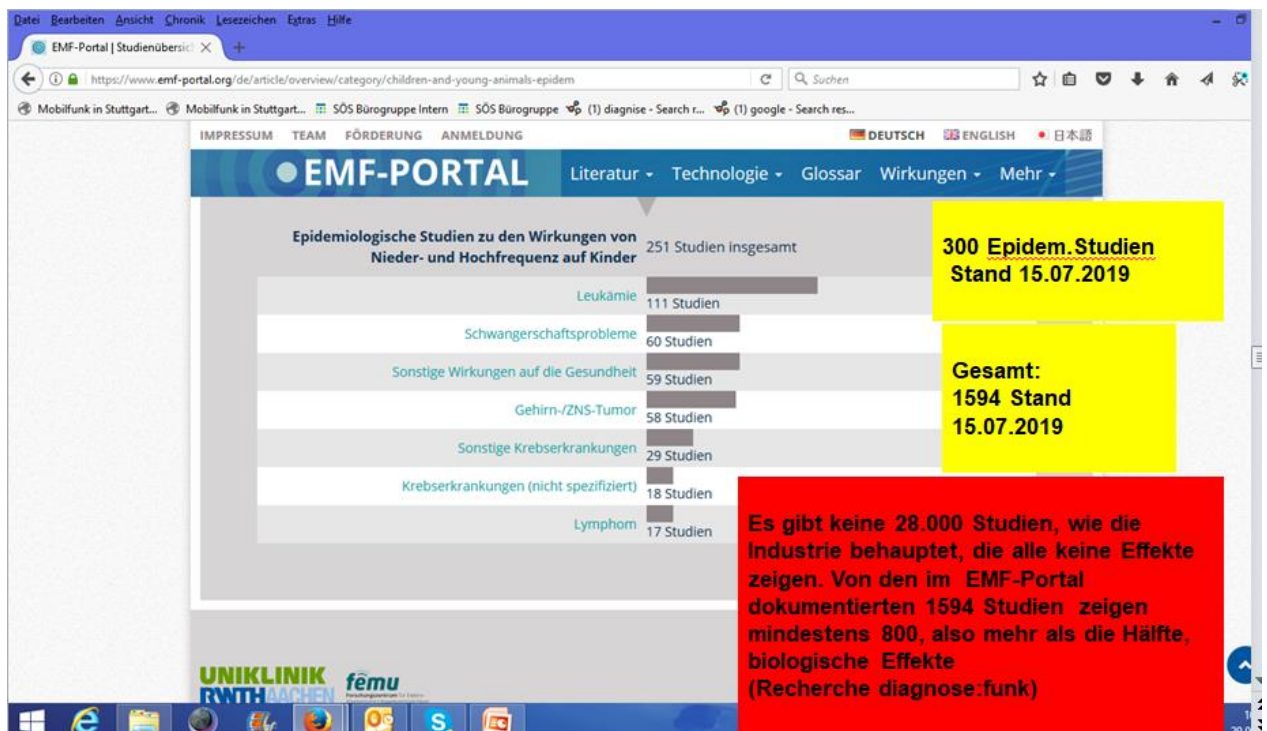 Datei Bearbeiten Ansicht Chronik Lesezeichen Extras Hilfe
EMF-Portal | Studienübersic
https://www.emf-portal.org/de/article/overview/category/children-and-young-animals-epidem
Suchen
Mobilfunk in Stuttgart... Mobilfunk in Stuttgart... SÖS Bürogruppe Intern SÖS Bürogruppe (1) diagnise - Search r... (1) google - Search res...
IMPRESSUM TEAM FÖRDERUNG ANMELDUNG DEUTSCH ENGLISH 日本語
EMF-PORTAL Literatur Technologie Glossar Wirkungen Mehr
Epidemiologische Studien zu den Wirkungen von
Nieder- und Hochfrequenz auf Kinder
251 Studien insgesamt
Leukämie
111 Studien
Schwangerschaftsprobleme
60 Studien
Sonstige Wirkungen auf die Gesundheit
59 Studien
Gehirn-/ZNS-Tumor
58 Studien
Sonstige Krebserkrankungen
29 Studien
Krebserkrankungen (nicht spezifiziert)
18 Studien
Lymphom
17 Studien
300 Epidem.Studien
Stand 15.07.2019
Gesamt:
1594 Stand
15.07.2019
Es gibt keine 28.000 Studien, wie die
Industrie behauptet, die alle keine Effekte
zeigen. Von den im EMF-Portal
dokumentierten 1594 Studien zeigen
mindestens 800, also mehr als die Hälfte,
biologische Effekte
(Recherche diagnose:funk)
UNIKLINIK
RWTHAACHEN
femu